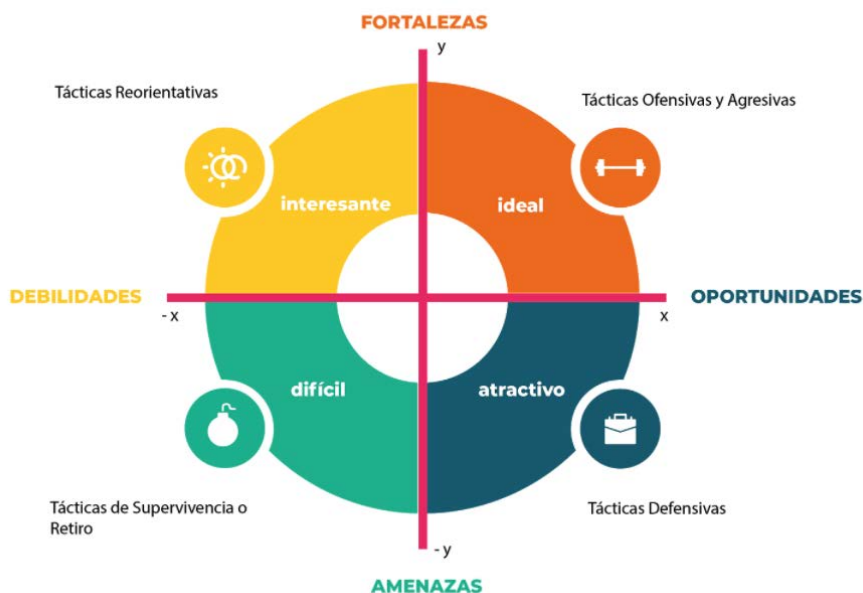 FORTALEZAS
y
Tácticas Reorientativas
Tácticas Ofensivas y Agresivas
interesante
ideal
DEBILIDADES
OPORTUNIDADES
- x
x
difícil
atractivo
Tácticas de Supervivencia o
Retiro
Tácticas Defensivas
- y
AMENAZAS